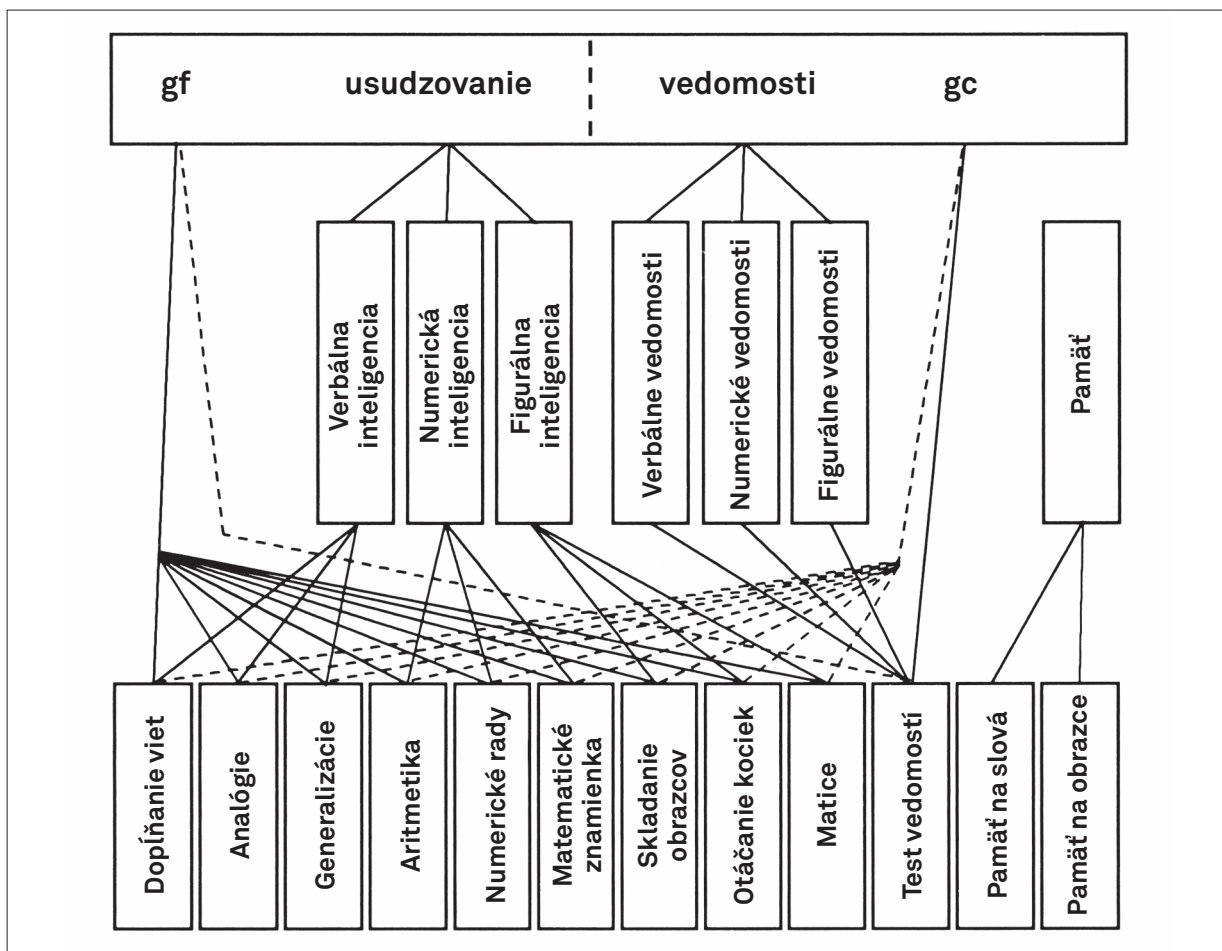 gf usudzovanie vedomosti gc
Verbálna
inteligencia
Numerická
inteligencia
Figurálna
inteligencia
Verbálne vedomosti
Numerické vedomosti
Figurálne vedomosti
Pamäť
Dopĺňanie viet
Analógie
Generalizácie
Aritmetika
Numerické rady
Matematické
znamienka
Skladanie
obrazcov
Otáčanie kociek
Matice
Test vedomostí
Pamäť na slová
Pamäť na obrazce